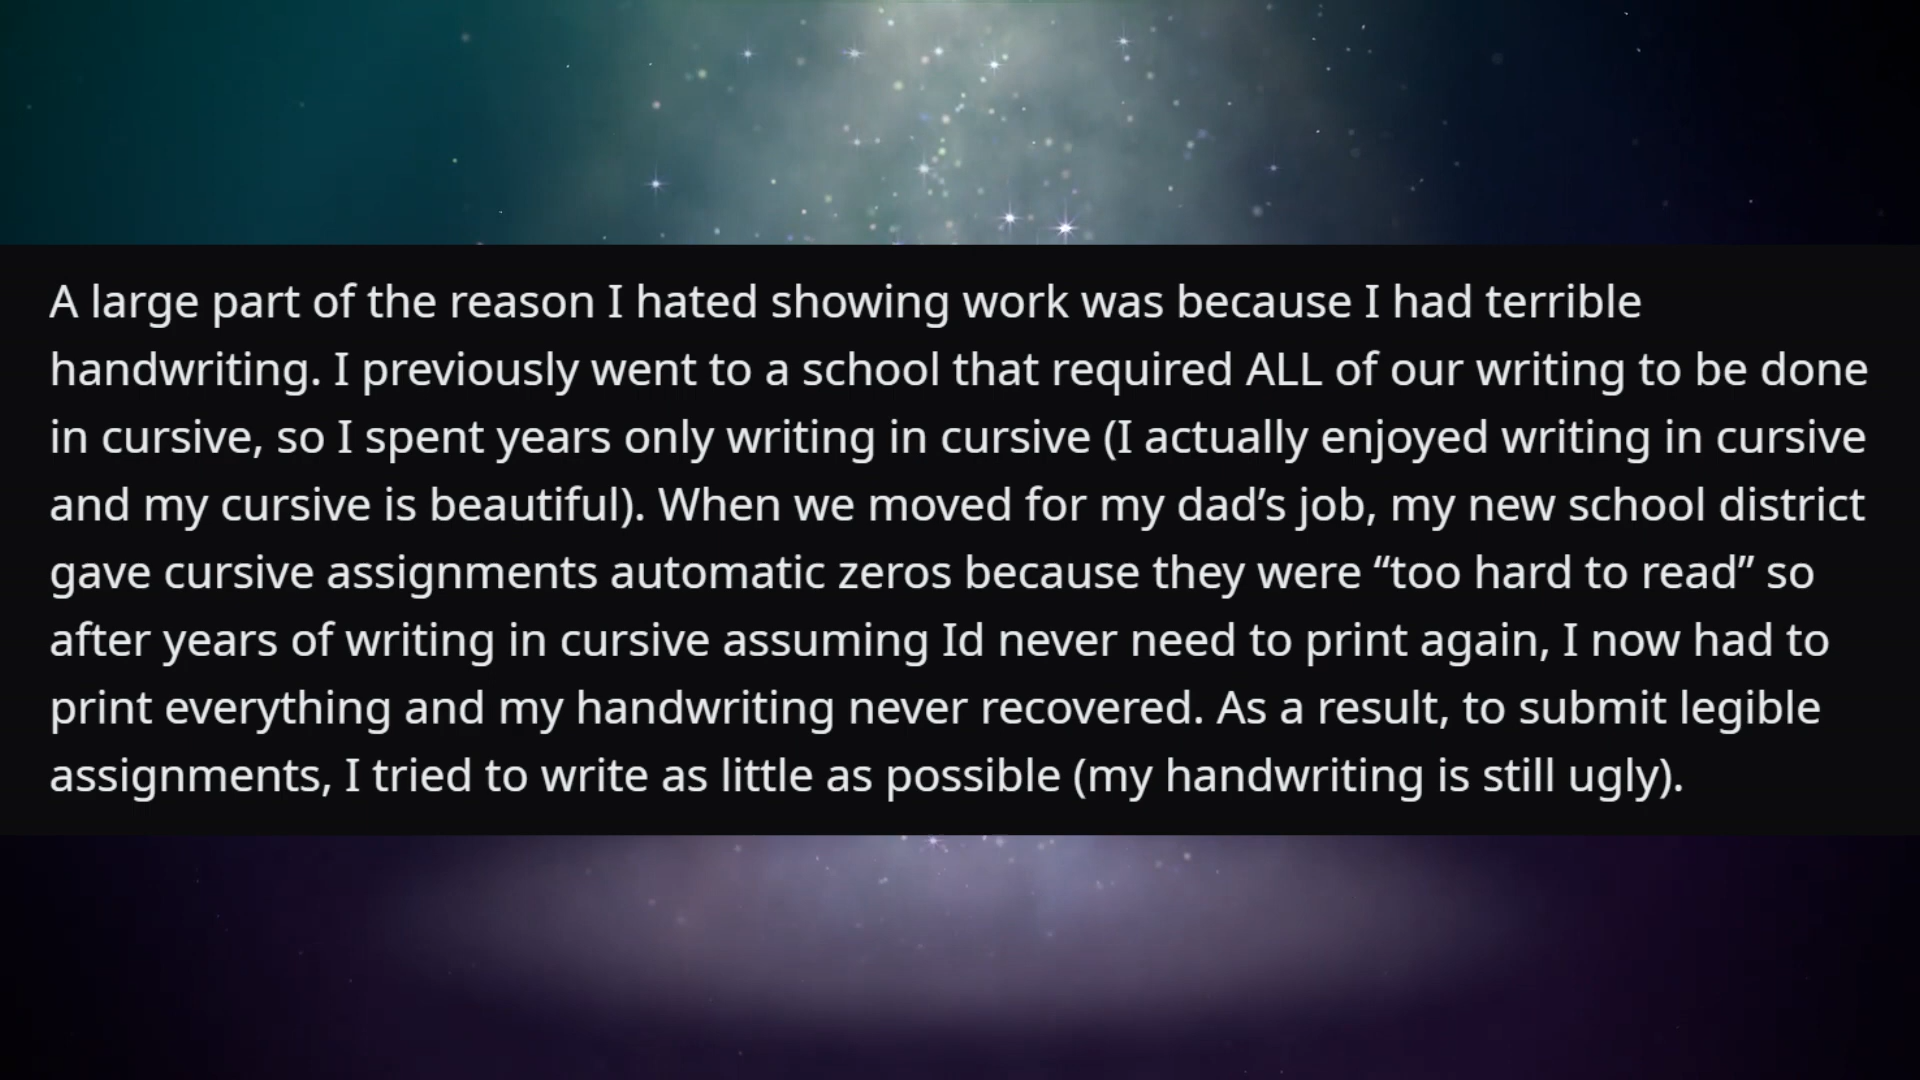 A large part of the reason I hated showing work was because I had terrible
handwriting. I previously went to a school that required ALL of our writing to be done
in cursive, so I spent years only writing in cursive (I actually enjoyed writing in cursive
and my cursive is beautiful). When we moved for my dad’s job, my new school district
gave cursive assignments automatic zeros because they were “too hard to read” so
after years of writing in cursive assuming Id never need to print again, I now had to
print everything and my handwriting never recovered. As a result, to submit legible
assignments, I tried to write as little as possible (my handwriting is still ugly).